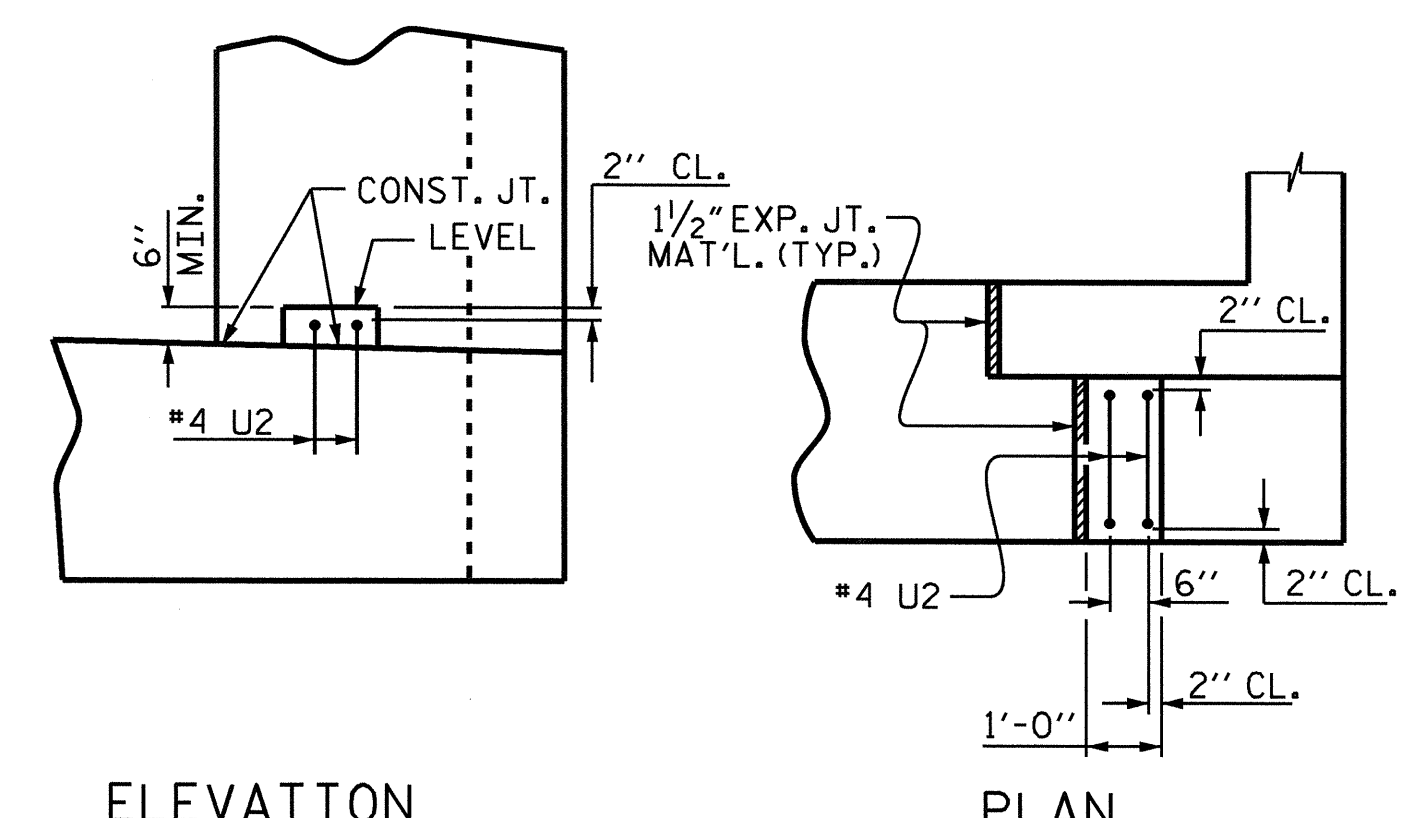 6″ MIN.
CONST. JT.
LEVEL
2″ CL.
#4 U2
ELEVATION
1½″ EXP. JT.
MAT'L. (TYP.)
2″ CL.
#4 U2
6″
2″ CL.
2″ CL.
1′-0″
PLAN